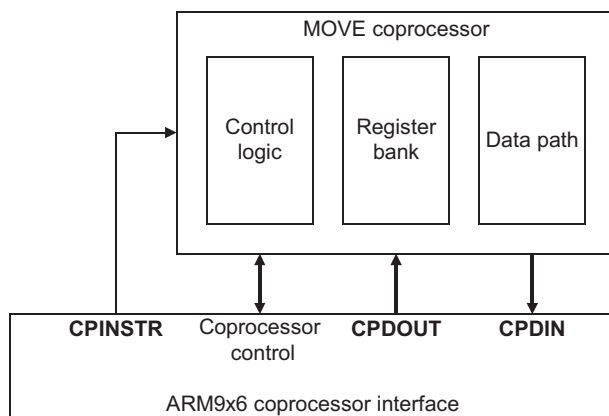 MOVE coprocessor
Control
logic
Register
bank
Data path
CPINSTR
Coprocessor
control
CPDOUT
CPDIN
ARM9x6 coprocessor interface